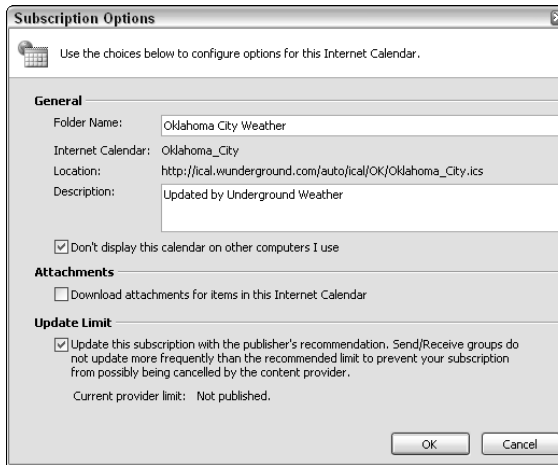 Subscription Options
Use the choices below to configure options for this Internet Calendar.
General
Folder Name: Oklahoma City Weather
Internet Calendar: Oklahoma_City
Location: http://ical.wunderground.com/auto/ical/OK/Oklahoma_City.ics
Description: Updated by Underground Weather
Don't display this calendar on other computers I use
Attachments
Download attachments for items in this Internet Calendar
Update Limit
Update this subscription with the publisher's recommendation. Send/Receive groups do
not update more frequently than the recommended limit to prevent your subscription
from possibly being cancelled by the content provider.
Current provider limit: Not published.
OK Cancel